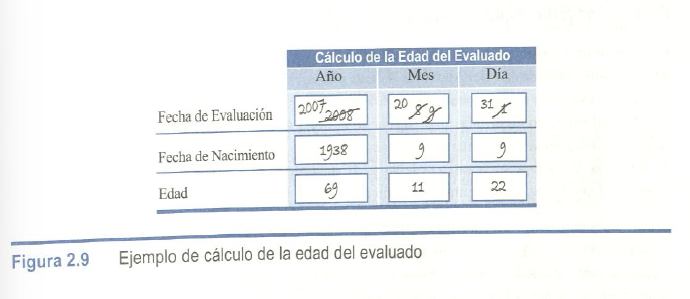 Cálculo de la Edad del Evaluado
Año Mes Día
Fecha de Evaluación 2007 2008 20 8 9 31 1
Fecha de Nacimiento 1938 9 9
Edad 69 11 22
Figura 2.9 Ejemplo de cálculo de la edad del evaluado